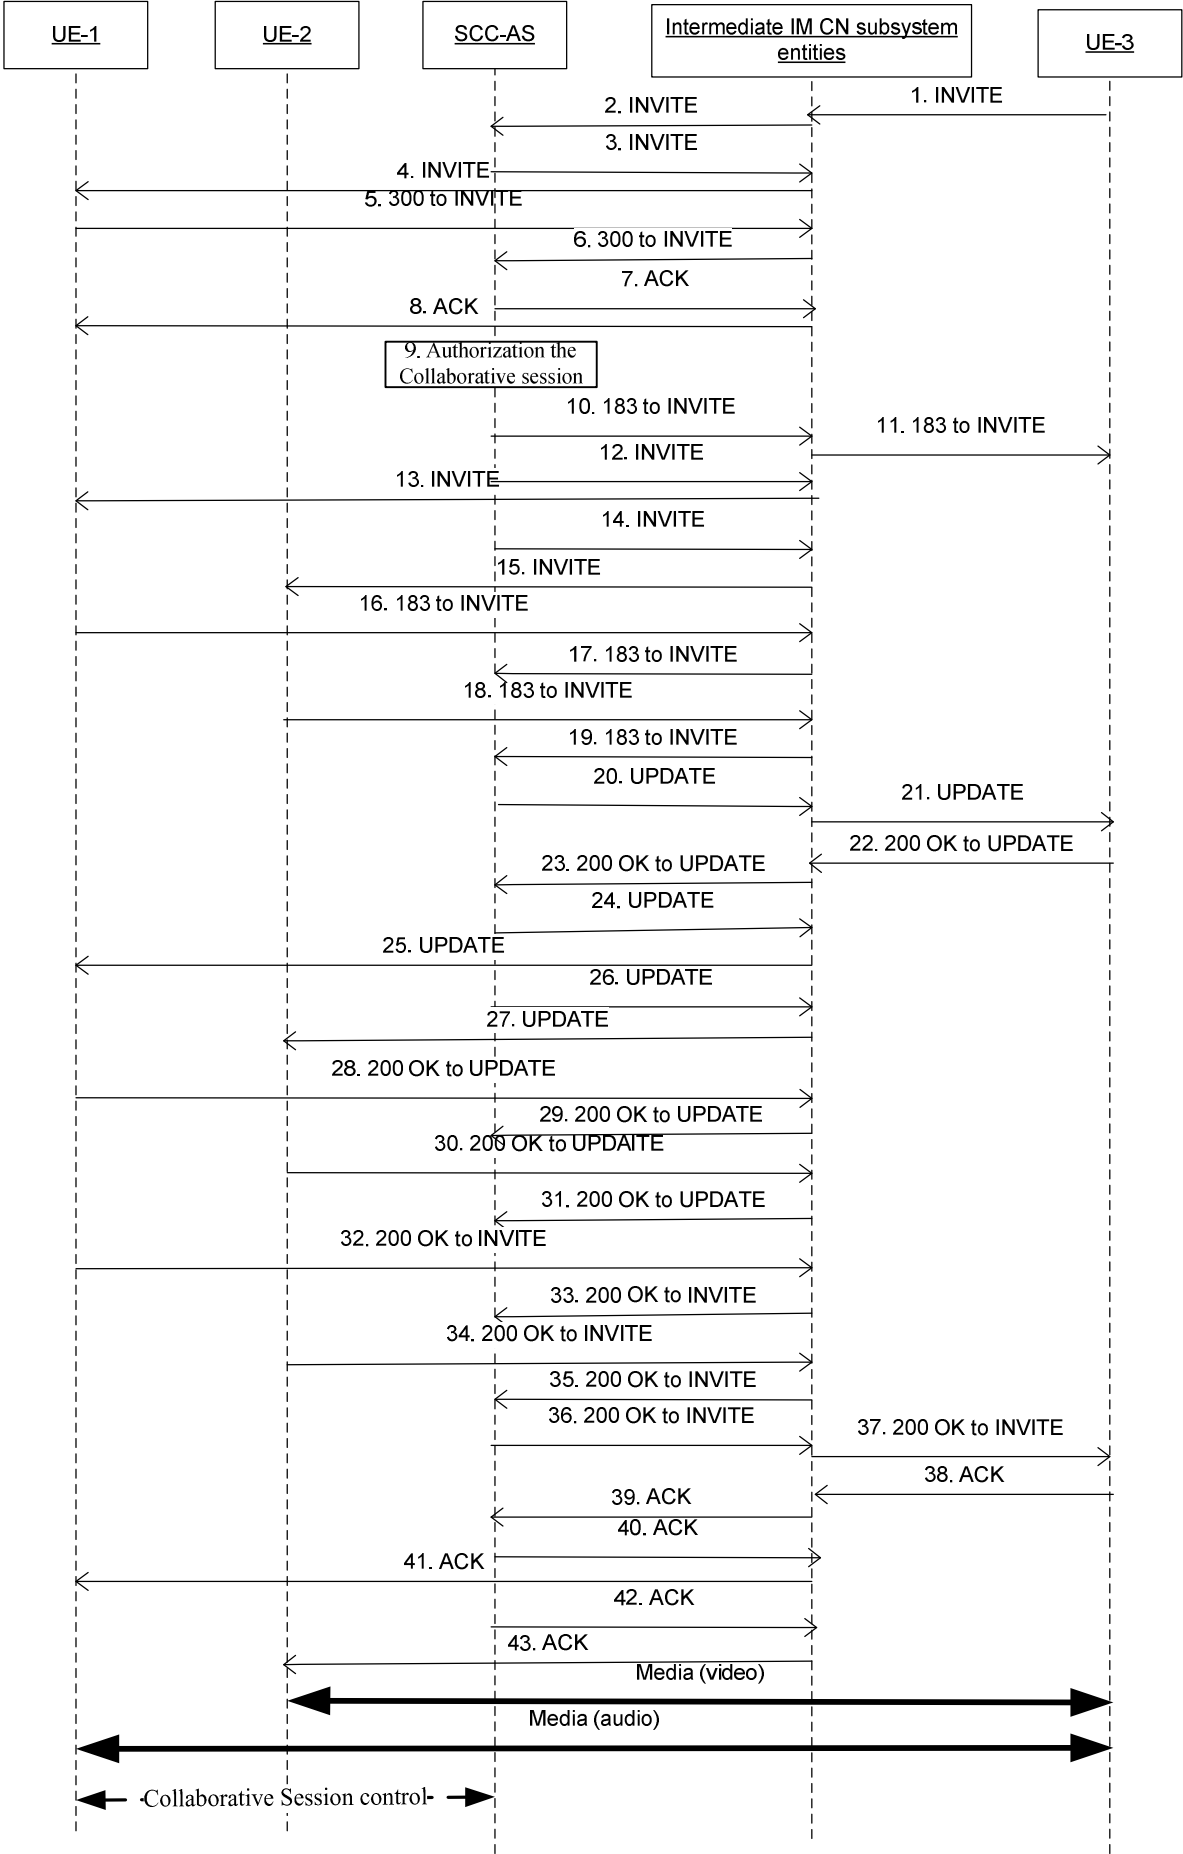 UE-1
UE-2
SCC-AS
Intermediate IM CN subsystem
entities
UE-3
1. INVITE
2. INVITE
3. INVITE
4. INVITE
5. 300 to INVITE
6. 300 to INVITE
7. ACK
8. ACK
9. Authorization the
Collaborative session
10. 183 to INVITE
11. 183 to INVITE
12. INVITE
13. INVITE
14. INVITE
15. INVITE
16. 183 to INVITE
17. 183 to INVITE
18. 183 to INVITE
19. 183 to INVITE
20. UPDATE
21. UPDATE
22. 200 OK to UPDATE
23. 200 OK to UPDATE
24. UPDATE
25. UPDATE
26. UPDATE
27. UPDATE
28. 200 OK to UPDATE
29. 200 OK to UPDATE
30. 200 OK to UPDAITE
31. 200 OK to UPDATE
32. 200 OK to INVITE
33. 200 OK to INVITE
34. 200 OK to INVITE
35. 200 OK to INVITE
36. 200 OK to INVITE
37. 200 OK to INVITE
38. ACK
39. ACK
40. ACK
41. ACK
42. ACK
43. ACK
Media (video)
Media (audio)
Collaborative Session control